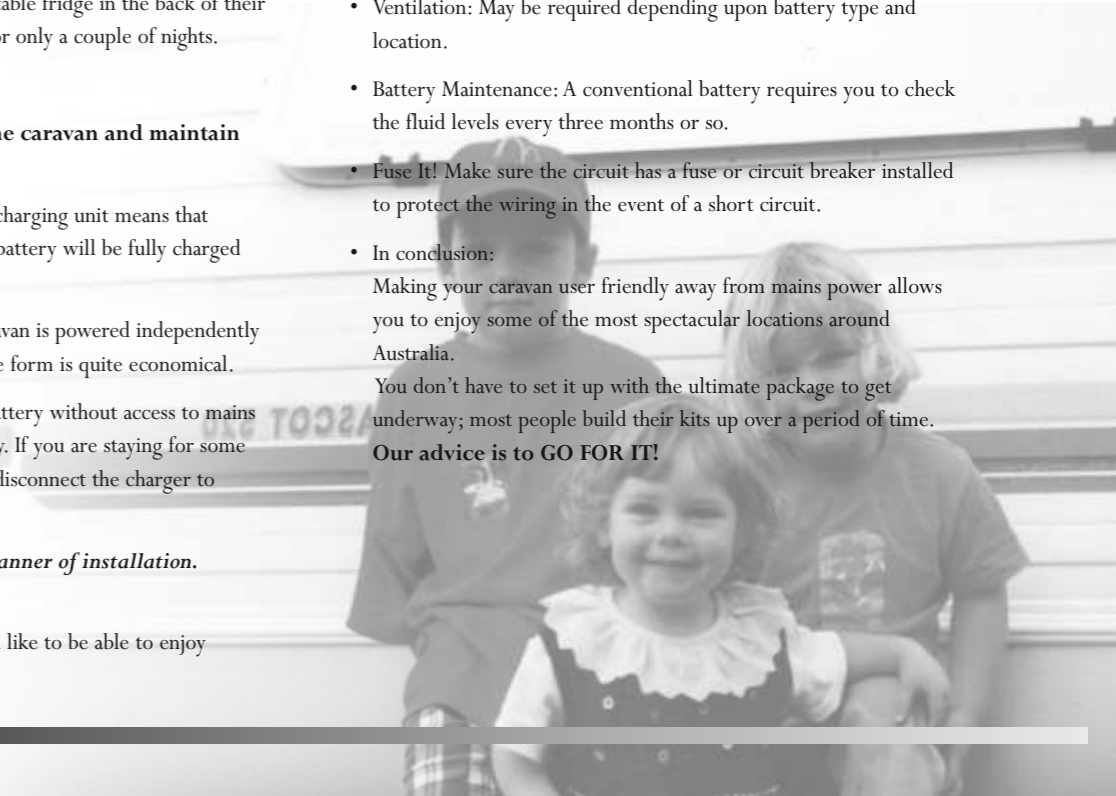 table fridge in the back of their
or only a couple of nights.
ne caravan and maintain
charging unit means that
battery will be fully charged
avan is powered independently
e form is quite economical.
attery without access to mains
y. If you are staying for some
disconnect the charger to
anner of installation.
like to be able to enjoy
• Ventilation: May be required depending upon battery type and
location.
• Battery Maintenance: A conventional battery requires you to check
the fluid levels every three months or so.
• Fuse It! Make sure the circuit has a fuse or circuit breaker installed
to protect the wiring in the event of a short circuit.
• In conclusion:
Making your caravan user friendly away from mains power allows
you to enjoy some of the most spectacular locations around
Australia.
You don’t have to set it up with the ultimate package to get
underway; most people build their kits up over a period of time.
Our advice is to GO FOR IT!
ASCOT